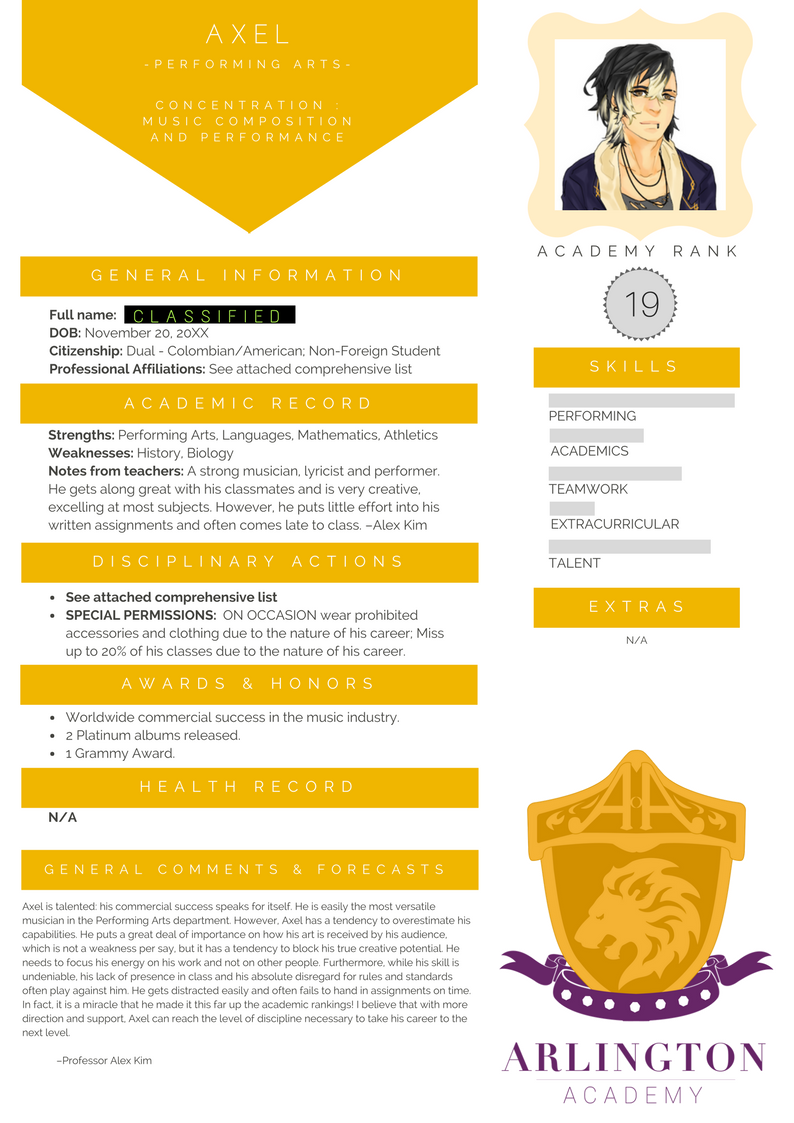 AXEL
-PERFORMING ARTS-
CONCENTRATION :
MUSIC COMPOSITION
AND PERFORMANCE
GENERAL INFORMATION
Full name: CLASSIFIED
DOB: November 20, 20XX
Citizenship: Dual - Colombian/American; Non-Foreign Student
Professional Affiliations: See attached comprehensive list
ACADEMIC RECORD
Strengths: Performing Arts, Languages, Mathematics, Athletics
Weaknesses: History, Biology
Notes from teachers: A strong musician, lyricist and performer.
He gets along great with his classmates and is very creative,
excelling at most subjects. However, he puts little effort into his
written assignments and often comes late to class. –Alex Kim
DISCIPLINARY ACTIONS
• See attached comprehensive list
• SPECIAL PERMISSIONS: ON OCCASION wear prohibited
accessories and clothing due to the nature of his career; Miss
up to 20% of his classes due to the nature of his career.
AWARDS & HONORS
• Worldwide commercial success in the music industry.
• 2 Platinum albums released.
• 1 Grammy Award.
HEALTH RECORD
N/A
GENERAL COMMENTS & FORECASTS
Axel is talented: his commercial success speaks for itself. He is easily the most versatile
musician in the Performing Arts department. However, Axel has a tendency to overestimate his
capabilities. He puts a great deal of importance on how his art is received by his audience,
which is not a weakness per say, but it has a tendency to block his true creative potential. He
needs to focus his energy on his work and not on other people. Furthermore, while his skill is
undeniable, his lack of presence in class and his absolute disregard for rules and standards
often play against him. He gets distracted easily and often fails to hand in assignments on time.
In fact, it is a miracle that he made it this far up the academic rankings! I believe that with more
direction and support, Axel can reach the level of discipline necessary to take his career to the
next level.
–Professor Alex Kim
ACADEMY RANK
19
SKILLS
PERFORMING
ACADEMICS
TEAMWORK
EXTRACURRICULAR
TALENT
EXTRAS
N/A
AoA
ARLINGTON
ACADEMY